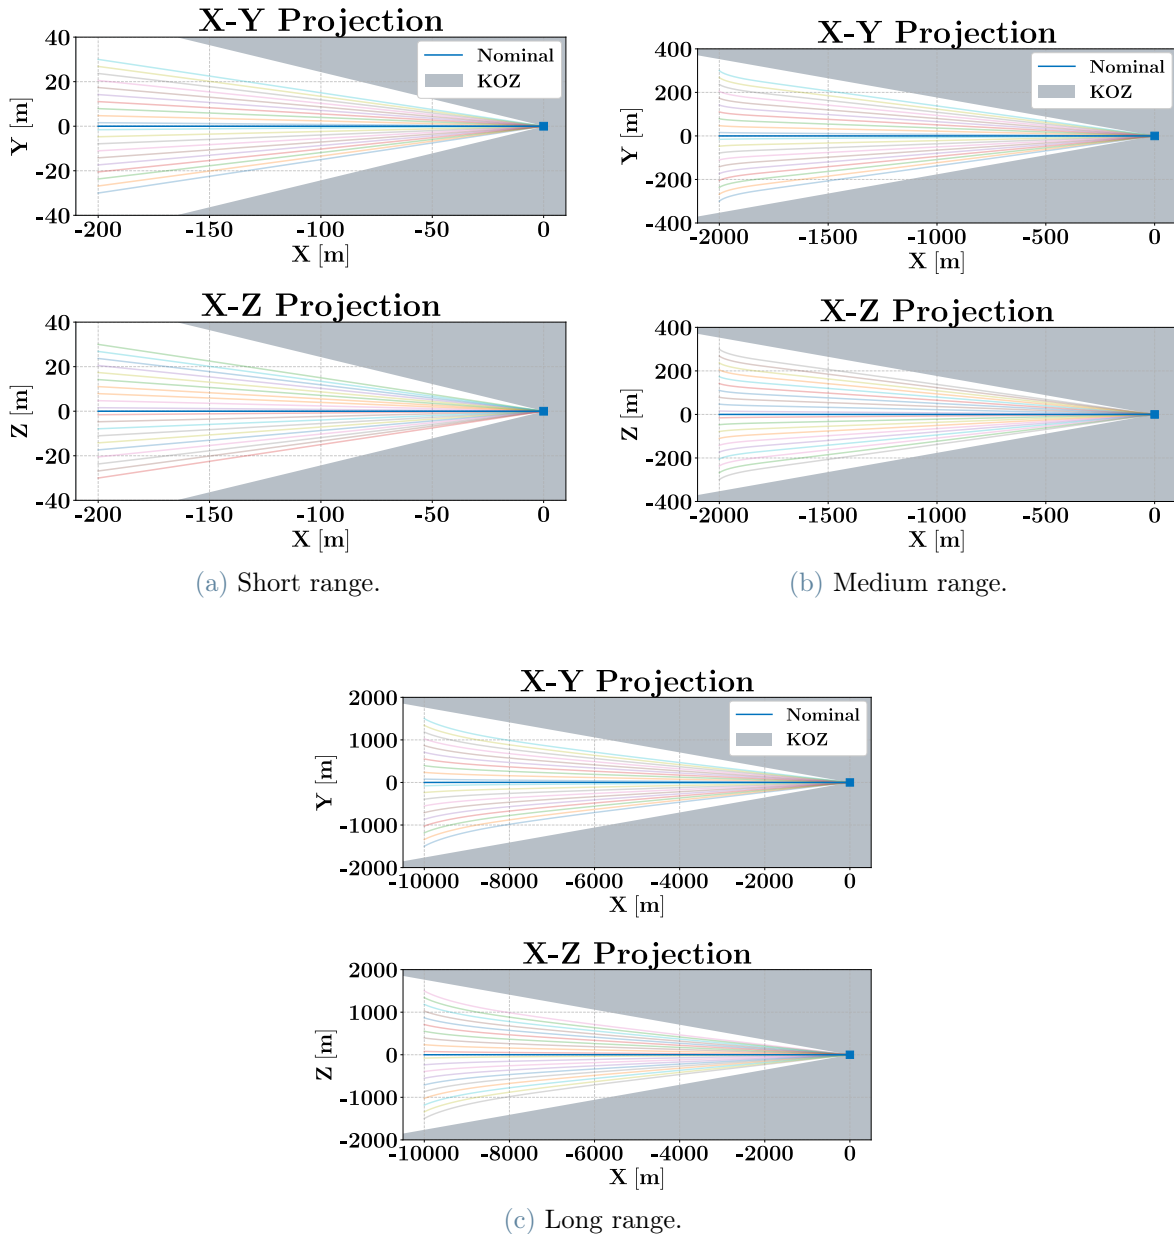 X-Y Projection
40
20
0
-20
-40
Y [m]
Nominal
KOZ
-200
-150
-100
-50
0
X [m]
X-Z Projection
40
20
0
-20
-40
Z [m]
-200
-150
-100
-50
0
X [m]
(a) Short range.
X-Y Projection
400
200
0
-200
-400
Y [m]
Nominal
KOZ
-2000
-1500
-1000
-500
0
X [m]
X-Z Projection
400
200
0
-200
-400
Z [m]
-2000
-1500
-1000
-500
0
X [m]
(b) Medium range.
X-Y Projection
2000
1000
0
-1000
-2000
Y [m]
Nominal
KOZ
-10000
-8000
-6000
-4000
-2000
0
X [m]
X-Z Projection
2000
1000
0
-1000
-2000
Z [m]
-10000
-8000
-6000
-4000
-2000
0
X [m]
(c) Long range.